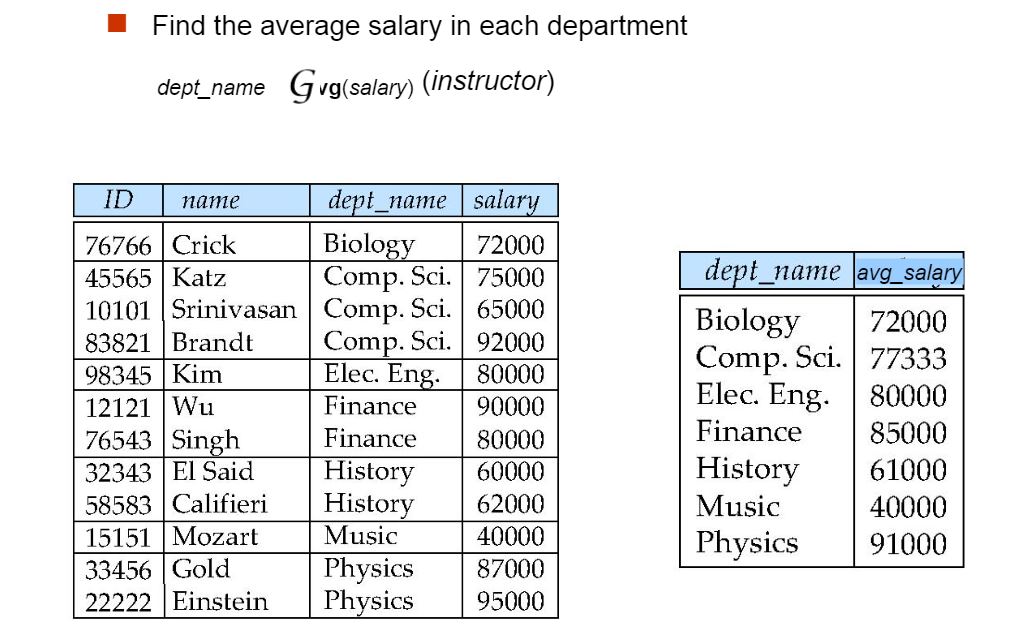 Find the average salary in each department
dept_name G vg(salary) (instructor)
ID name dept_name salary
76766 Crick Biology 72000
45565 Katz Comp. Sci. 75000
10101 Srinivasan Comp. Sci. 65000
83821 Brandt Comp. Sci. 92000
98345 Kim Elec. Eng. 80000
12121 Wu Finance 90000
76543 Singh Finance 80000
32343 El Said History 60000
58583 Califieri History 62000
15151 Mozart Music 40000
33456 Gold Physics 87000
22222 Einstein Physics 95000
dept_name avg_salary
Biology 72000
Comp. Sci. 77333
Elec. Eng. 80000
Finance 85000
History 61000
Music 40000
Physics 91000